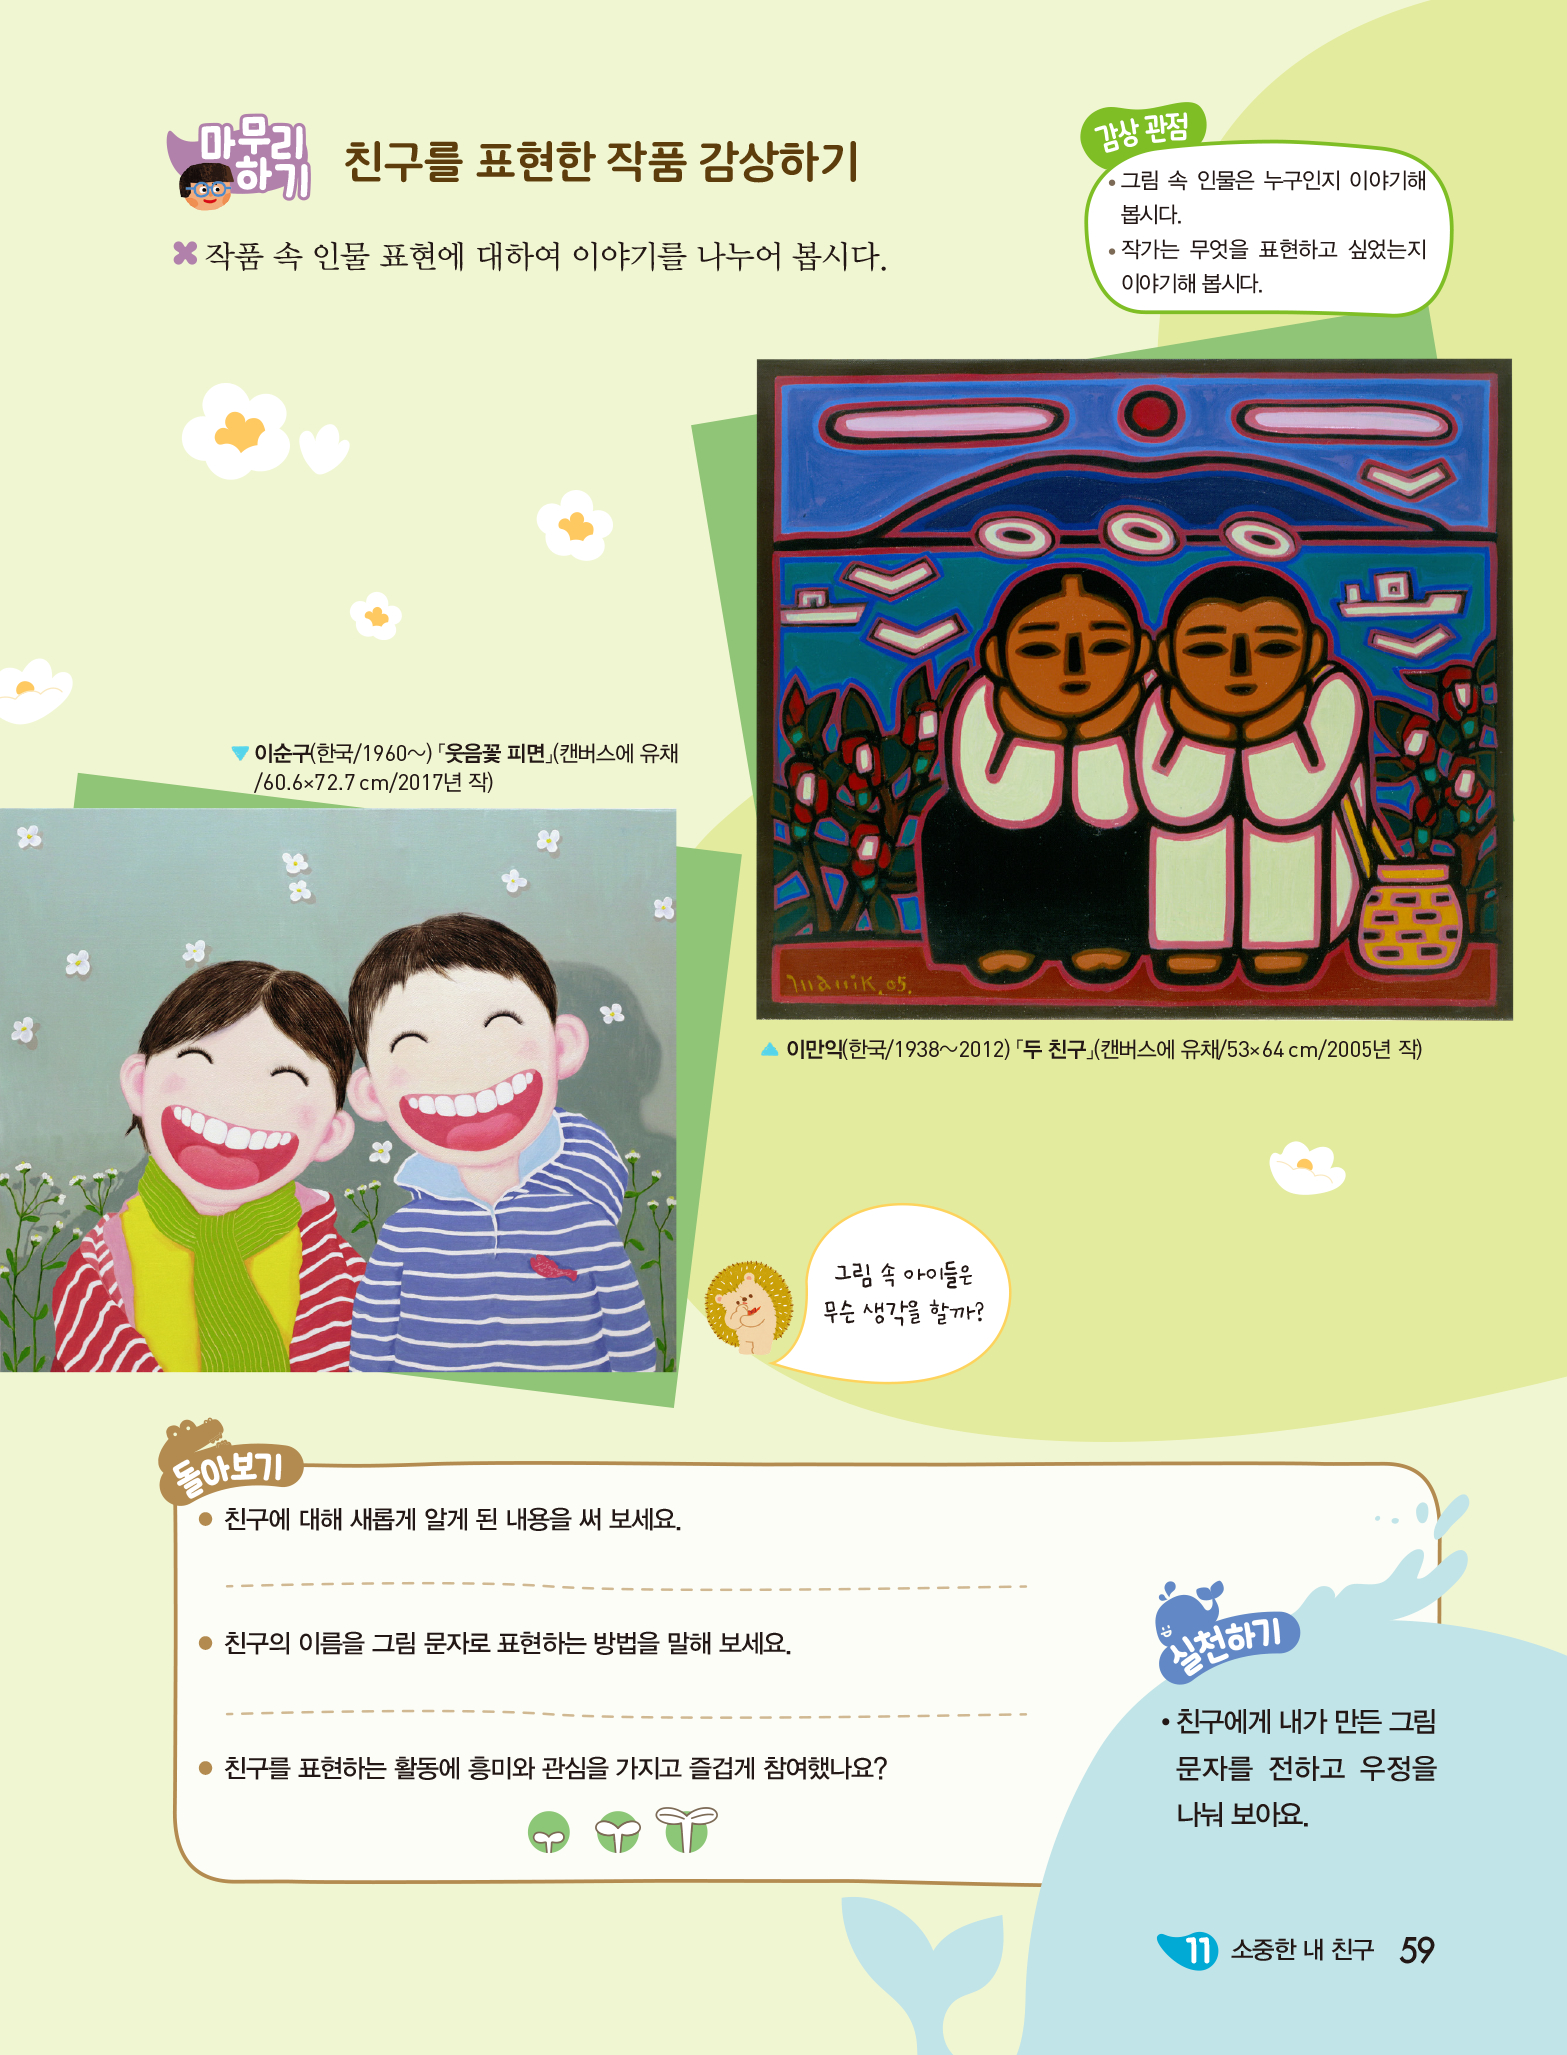 마무리
하기
친구를 표현한 작품 감상하기
작품 속 인물 표현에 대하여 이야기를 나누어 봅시다.
감상 관점
• 그림 속 인물은 누구인지 이야기해
봅시다.
• 작가는 무엇을 표현하고 싶었는지
이야기해 봅시다.
▼ 이순구(한국/1960~) 「웃음꽃 피면」(캔버스에 유채
/60.6×72.7 cm/2017년 작)
manik.05.
▲ 이만익(한국/1938~2012) 「두 친구」(캔버스에 유채/53×64 cm/2005년 작)
그림 속 아이들은
무슨 생각을 할까?
돌아보기
● 친구에 대해 새롭게 알게 된 내용을 써 보세요.
● 친구의 이름을 그림 문자로 표현하는 방법을 말해 보세요.
● 친구를 표현하는 활동에 흥미와 관심을 가지고 즐겁게 참여했나요?
실천하기
• 친구에게 내가 만든 그림
문자를 전하고 우정을
나눠 보아요.
11 소중한 내 친구 59